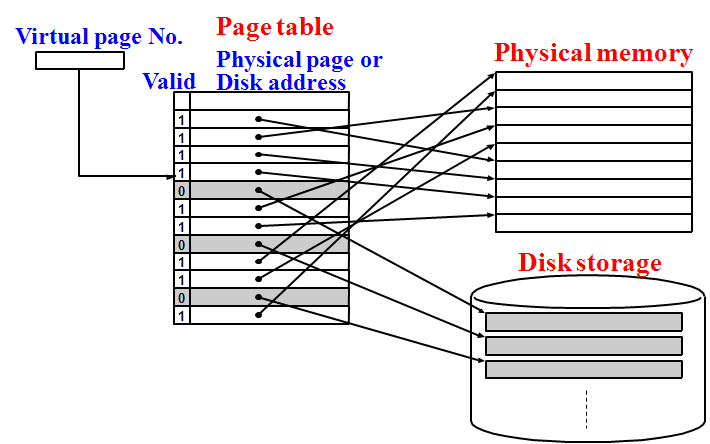 Virtual page No.
Page table
Physical page or
Disk address
Valid
1
1
1
1
0
1
1
0
1
1
0
1
Physical memory
Disk storage